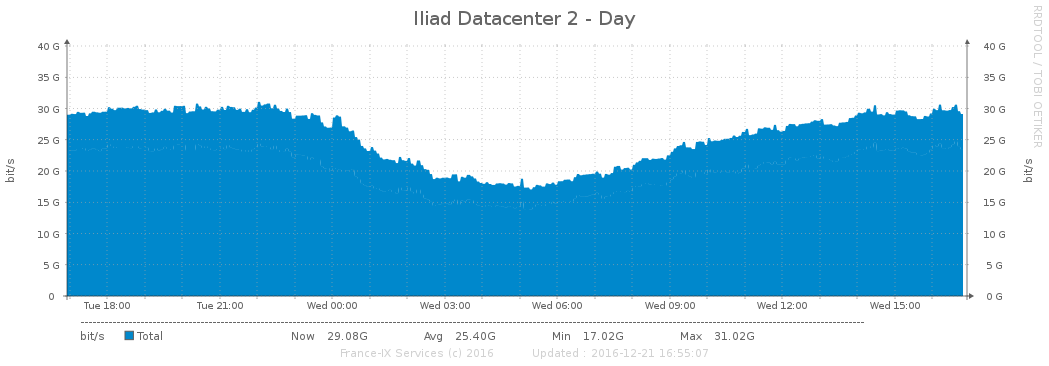 Iliad Datacenter 2 - Day
RRDTOOL / TOBI OETIKER
40 G 40 G
35 G 35 G
30 G 30 G
25 G 25 G
20 G 20 G
15 G 15 G
10 G 10 G
5 G 5 G
0 0 G
bit/s bit/s
Tue 18:00 Tue 21:00 Wed 00:00 Wed 03:00 Wed 06:00 Wed 09:00 Wed 12:00 Wed 15:00
bit/s Total Now 29.08G Avg 25.40G Min 17.02G Max 31.02G
France-IX Services (c) 2016 Updated : 2016-12-21 16:55:07